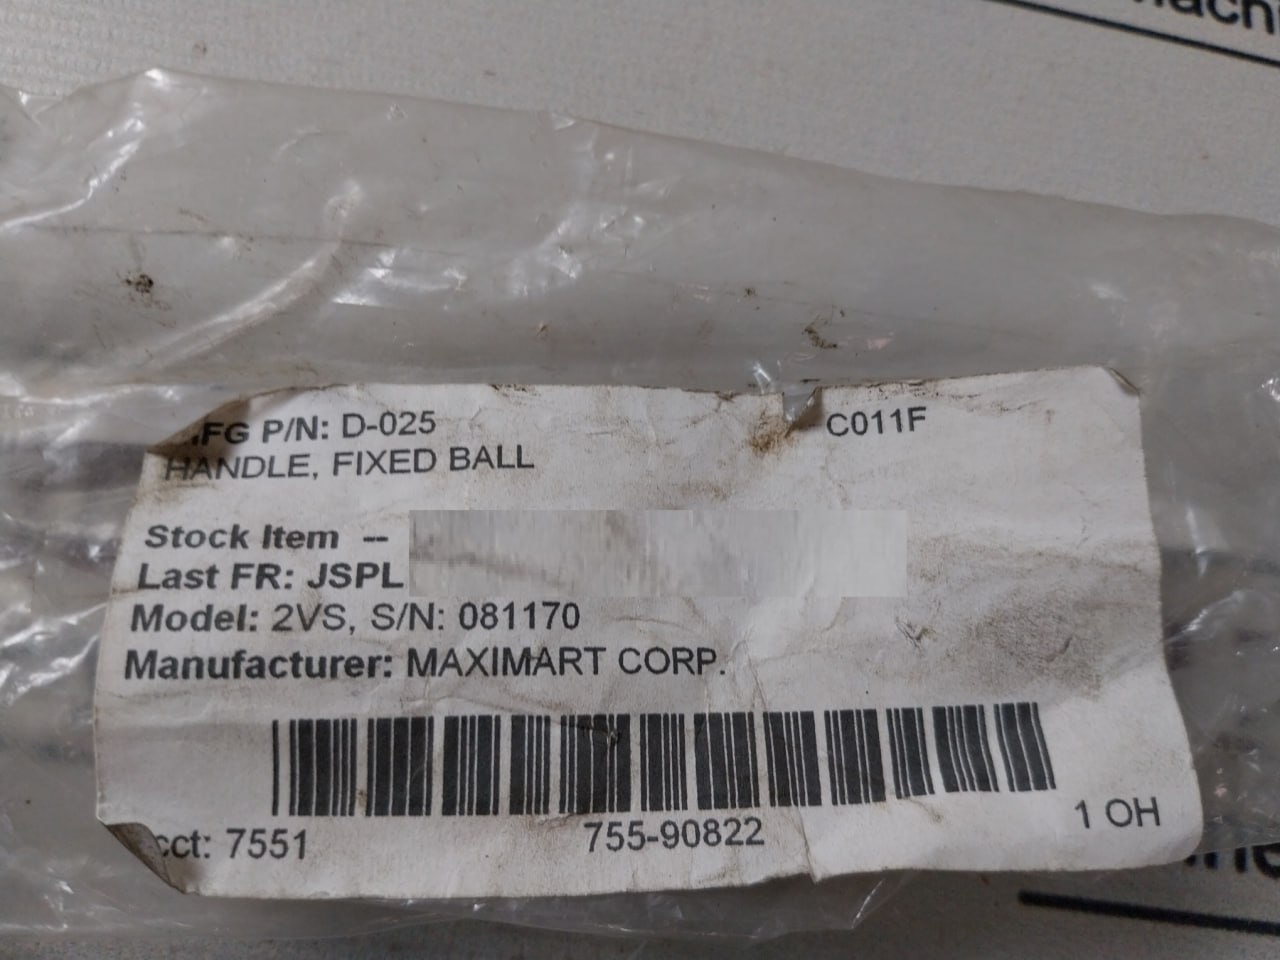 MFG P/N: D-025 C011F
HANDLE, FIXED BALL
Stock Item --
Last FR: JSPL
Model: 2VS, S/N: 081170
Manufacturer: MAXIMART CORP.
cct: 7551 755-90822 1 OH